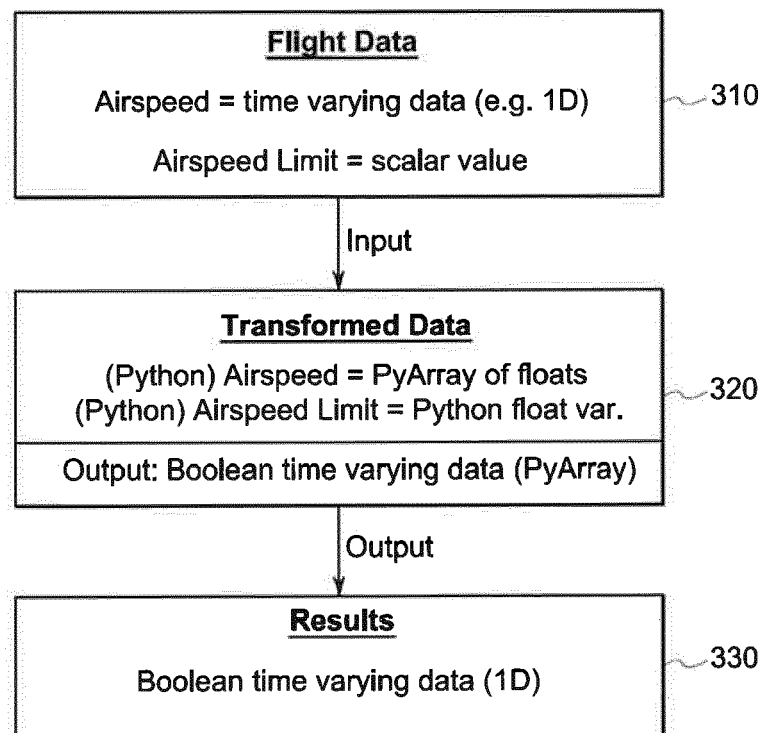 Flight Data
Airspeed = time varying data (e.g. 1D)
Airspeed Limit = scalar value
310
Input
Transformed Data
(Python) Airspeed = PyArray of floats
(Python) Airspeed Limit = Python float var.
320
Output: Boolean time varying data (PyArray)
Output
Results
Boolean time varying data (1D)
330